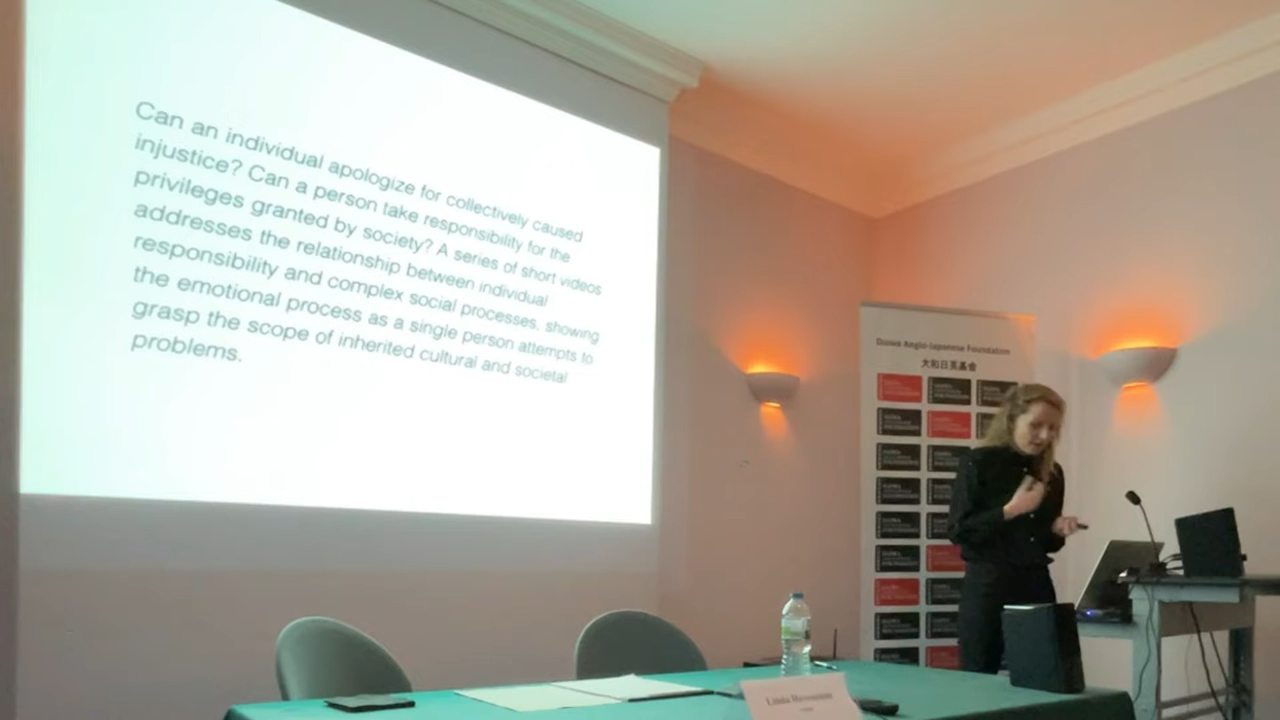 Can an individual apologize for collectively caused
injustice? Can a person take responsibility for the
privileges granted by society? A series of short videos
addresses the relationship between individual
responsibility and complex social processes, showing
the emotional process as a single person attempts to
grasp the scope of inherited cultural and societal
problems.
Daiwa Anglo-Japanese Foundation
大和日英基金